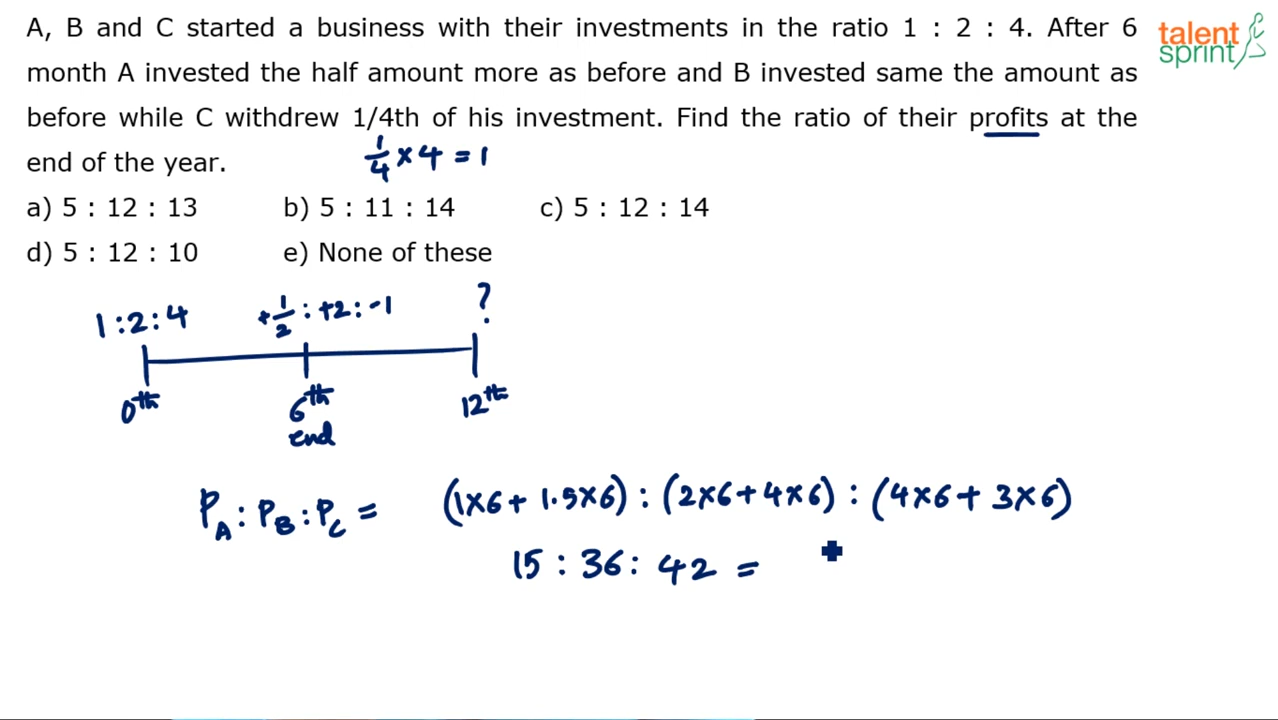 A, B and C started a business with their investments in the ratio 1 : 2 : 4. After 6
month A invested the half amount more as before and B invested same the amount as
before while C withdrew 1/4th of his investment. Find the ratio of their profits at the
end of the year.
1/4 × 4 = 1
a) 5 : 12 : 13 b) 5 : 11 : 14 c) 5 : 12 : 14
d) 5 : 12 : 10 e) None of these
talent
sprint
1:2:4 +1/2 : +2 : -1 ?
0th 6th end 12th
PA : PB : PC = (1×6 + 1.5×6) : (2×6 + 4×6) : (4×6 + 3×6)
15 : 36 : 42 =